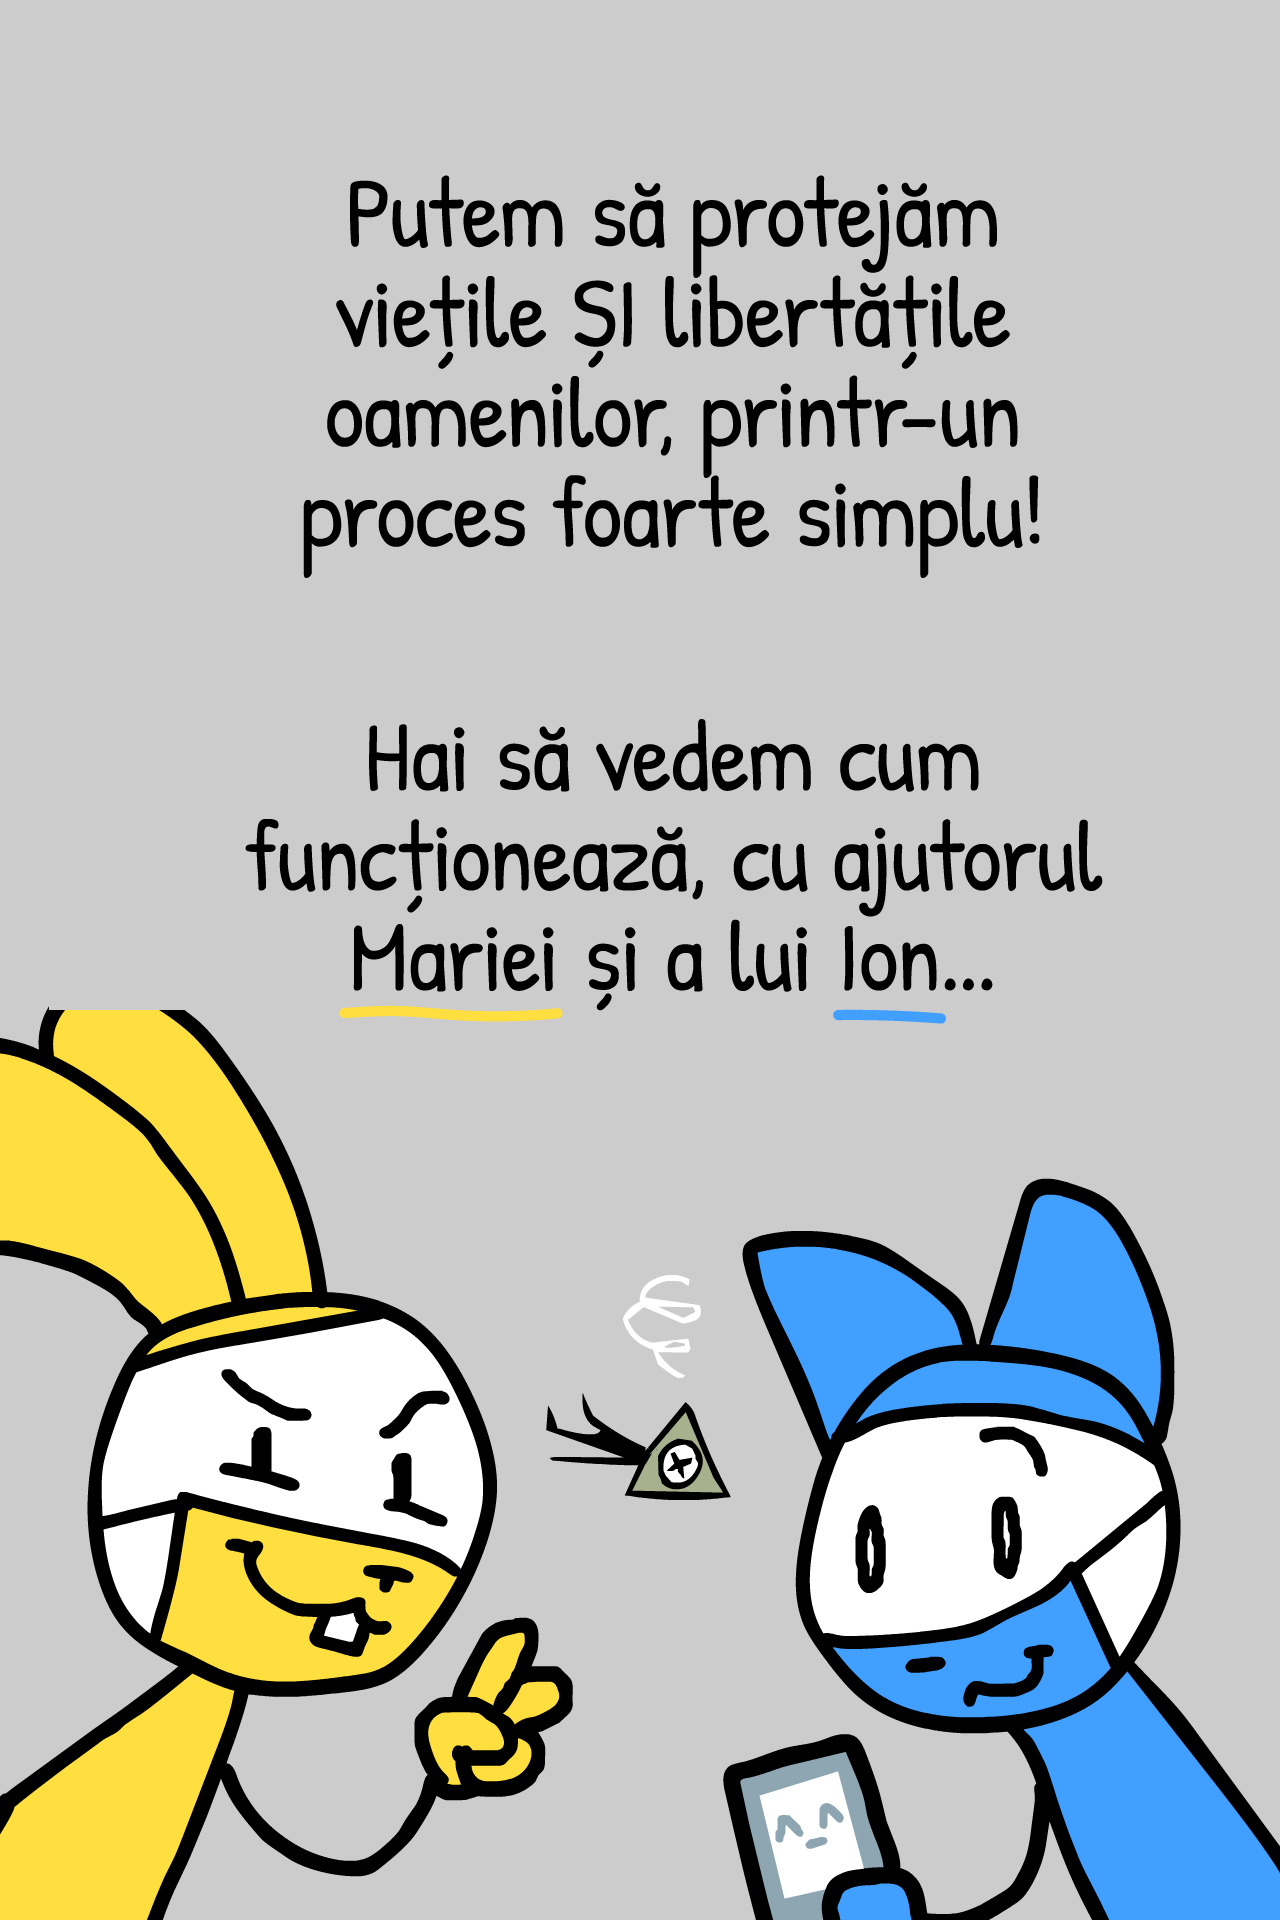 Putem să protejăm
viețile ȘI libertățile
oamenilor, printr-un
proces foarte simplu!
Hai să vedem cum
funcționează, cu ajutorul
Mariei și a lui Ion...